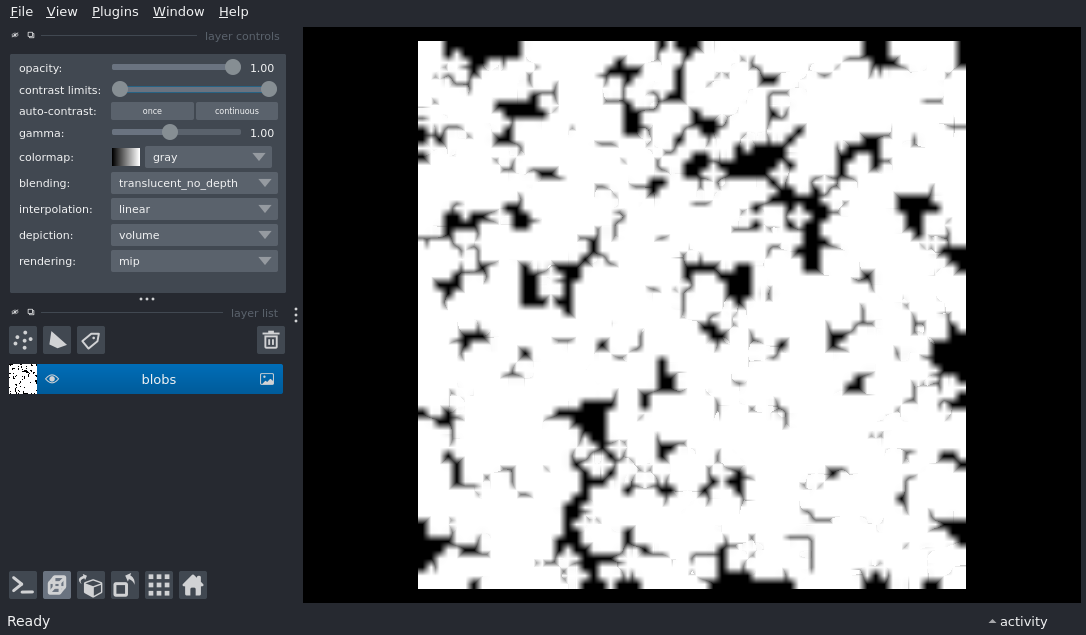 File View Plugins Window Help
layer controls
opacity: 1.00
contrast limits:
auto-contrast: once continuous
gamma: 1.00
colormap: gray
blending: translucent_no_depth
interpolation: linear
depiction: volume
rendering: mip
layer list
blobs
Ready activity